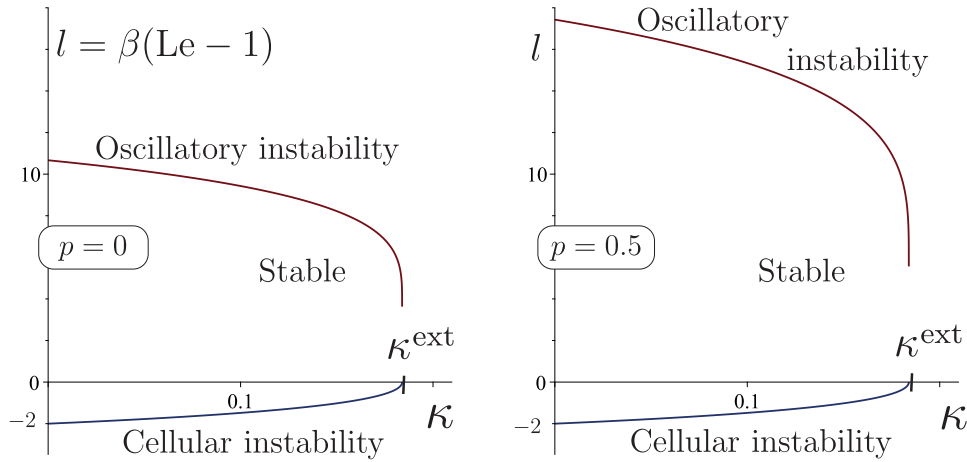 l = β(Le − 1)
Oscillatory instability
10
p = 0
Stable
κ^ext
0
0.1
κ
−2
Cellular instability
Oscillatory
instability
l
10
p = 0.5
Stable
κ^ext
0
0.1
κ
−2
Cellular instability